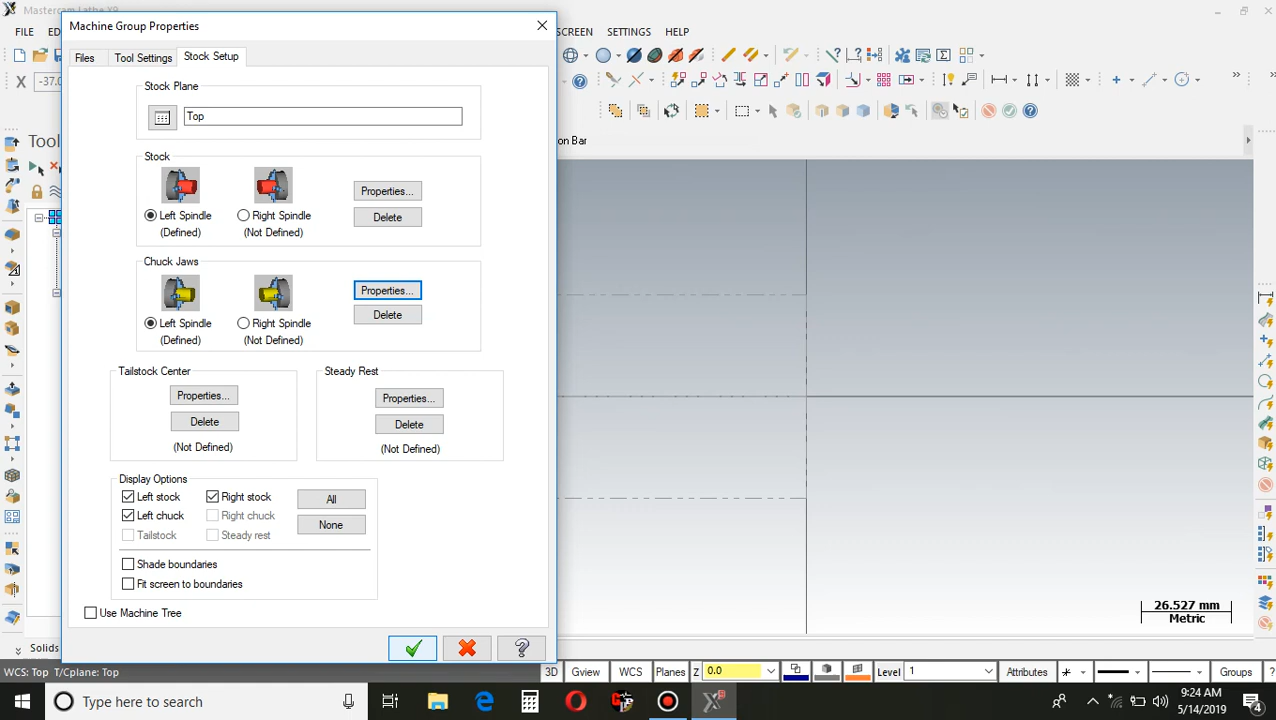 Mastercam Lathe X9
FILE
SCREEN
SETTINGS
HELP
X
Machine Group Properties
Files
Tool Settings
Stock Setup
Stock Plane
Top
Stock
Left Spindle
(Defined)
Right Spindle
(Not Defined)
Properties...
Delete
Chuck Jaws
Left Spindle
(Defined)
Right Spindle
(Not Defined)
Properties...
Delete
Tailstock Center
Properties...
Delete
(Not Defined)
Steady Rest
Properties...
Delete
(Not Defined)
Display Options
Left stock
Right stock
All
Left chuck
Right chuck
None
Tailstock
Steady rest
Shade boundaries
Fit screen to boundaries
Use Machine Tree
on Bar
26.527 mm
Metric
Solids
WCS: Top T/Cplane: Top
3D
Gview
WCS
Planes
Z
0.0
Level
1
Attributes
Groups
Type here to search
9:24 AM
5/14/2019
4